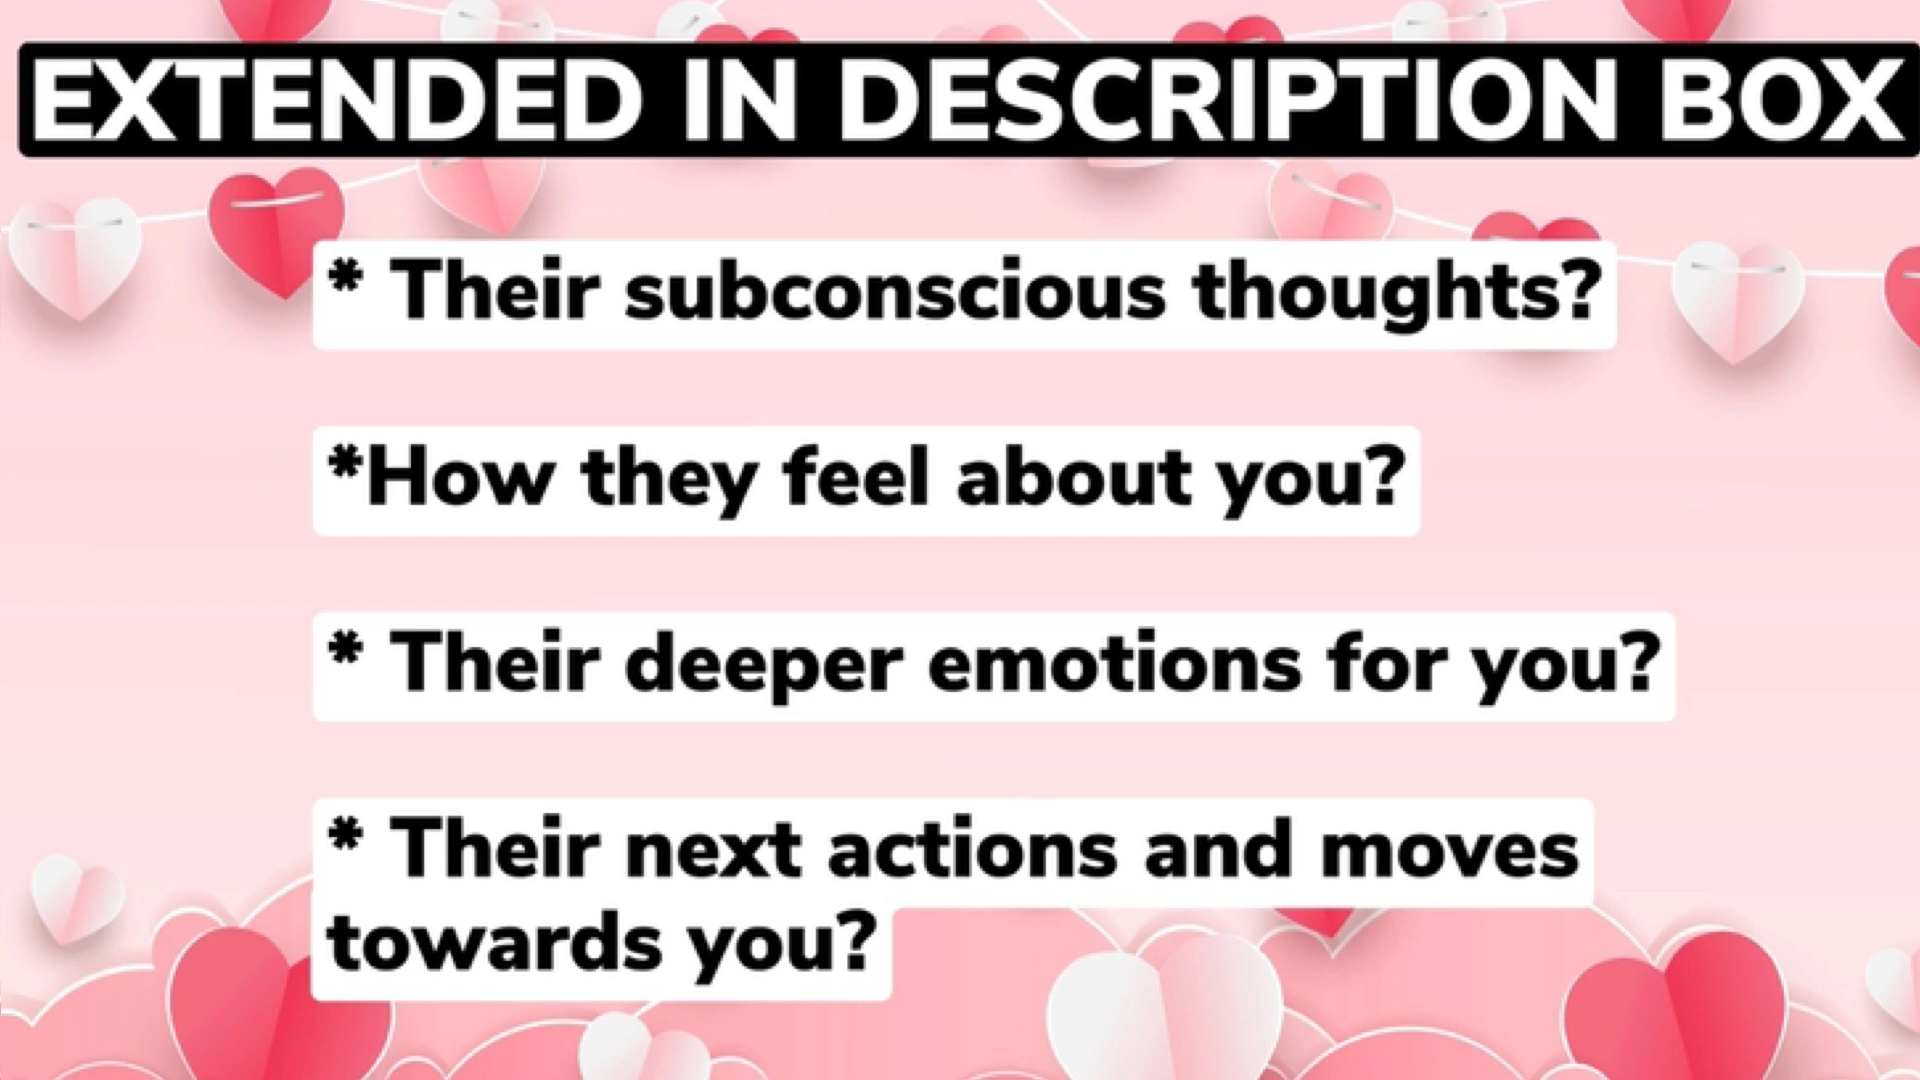 EXTENDED IN DESCRIPTION BOX
* Their subconscious thoughts?
*How they feel about you?
* Their deeper emotions for you?
* Their next actions and moves
towards you?